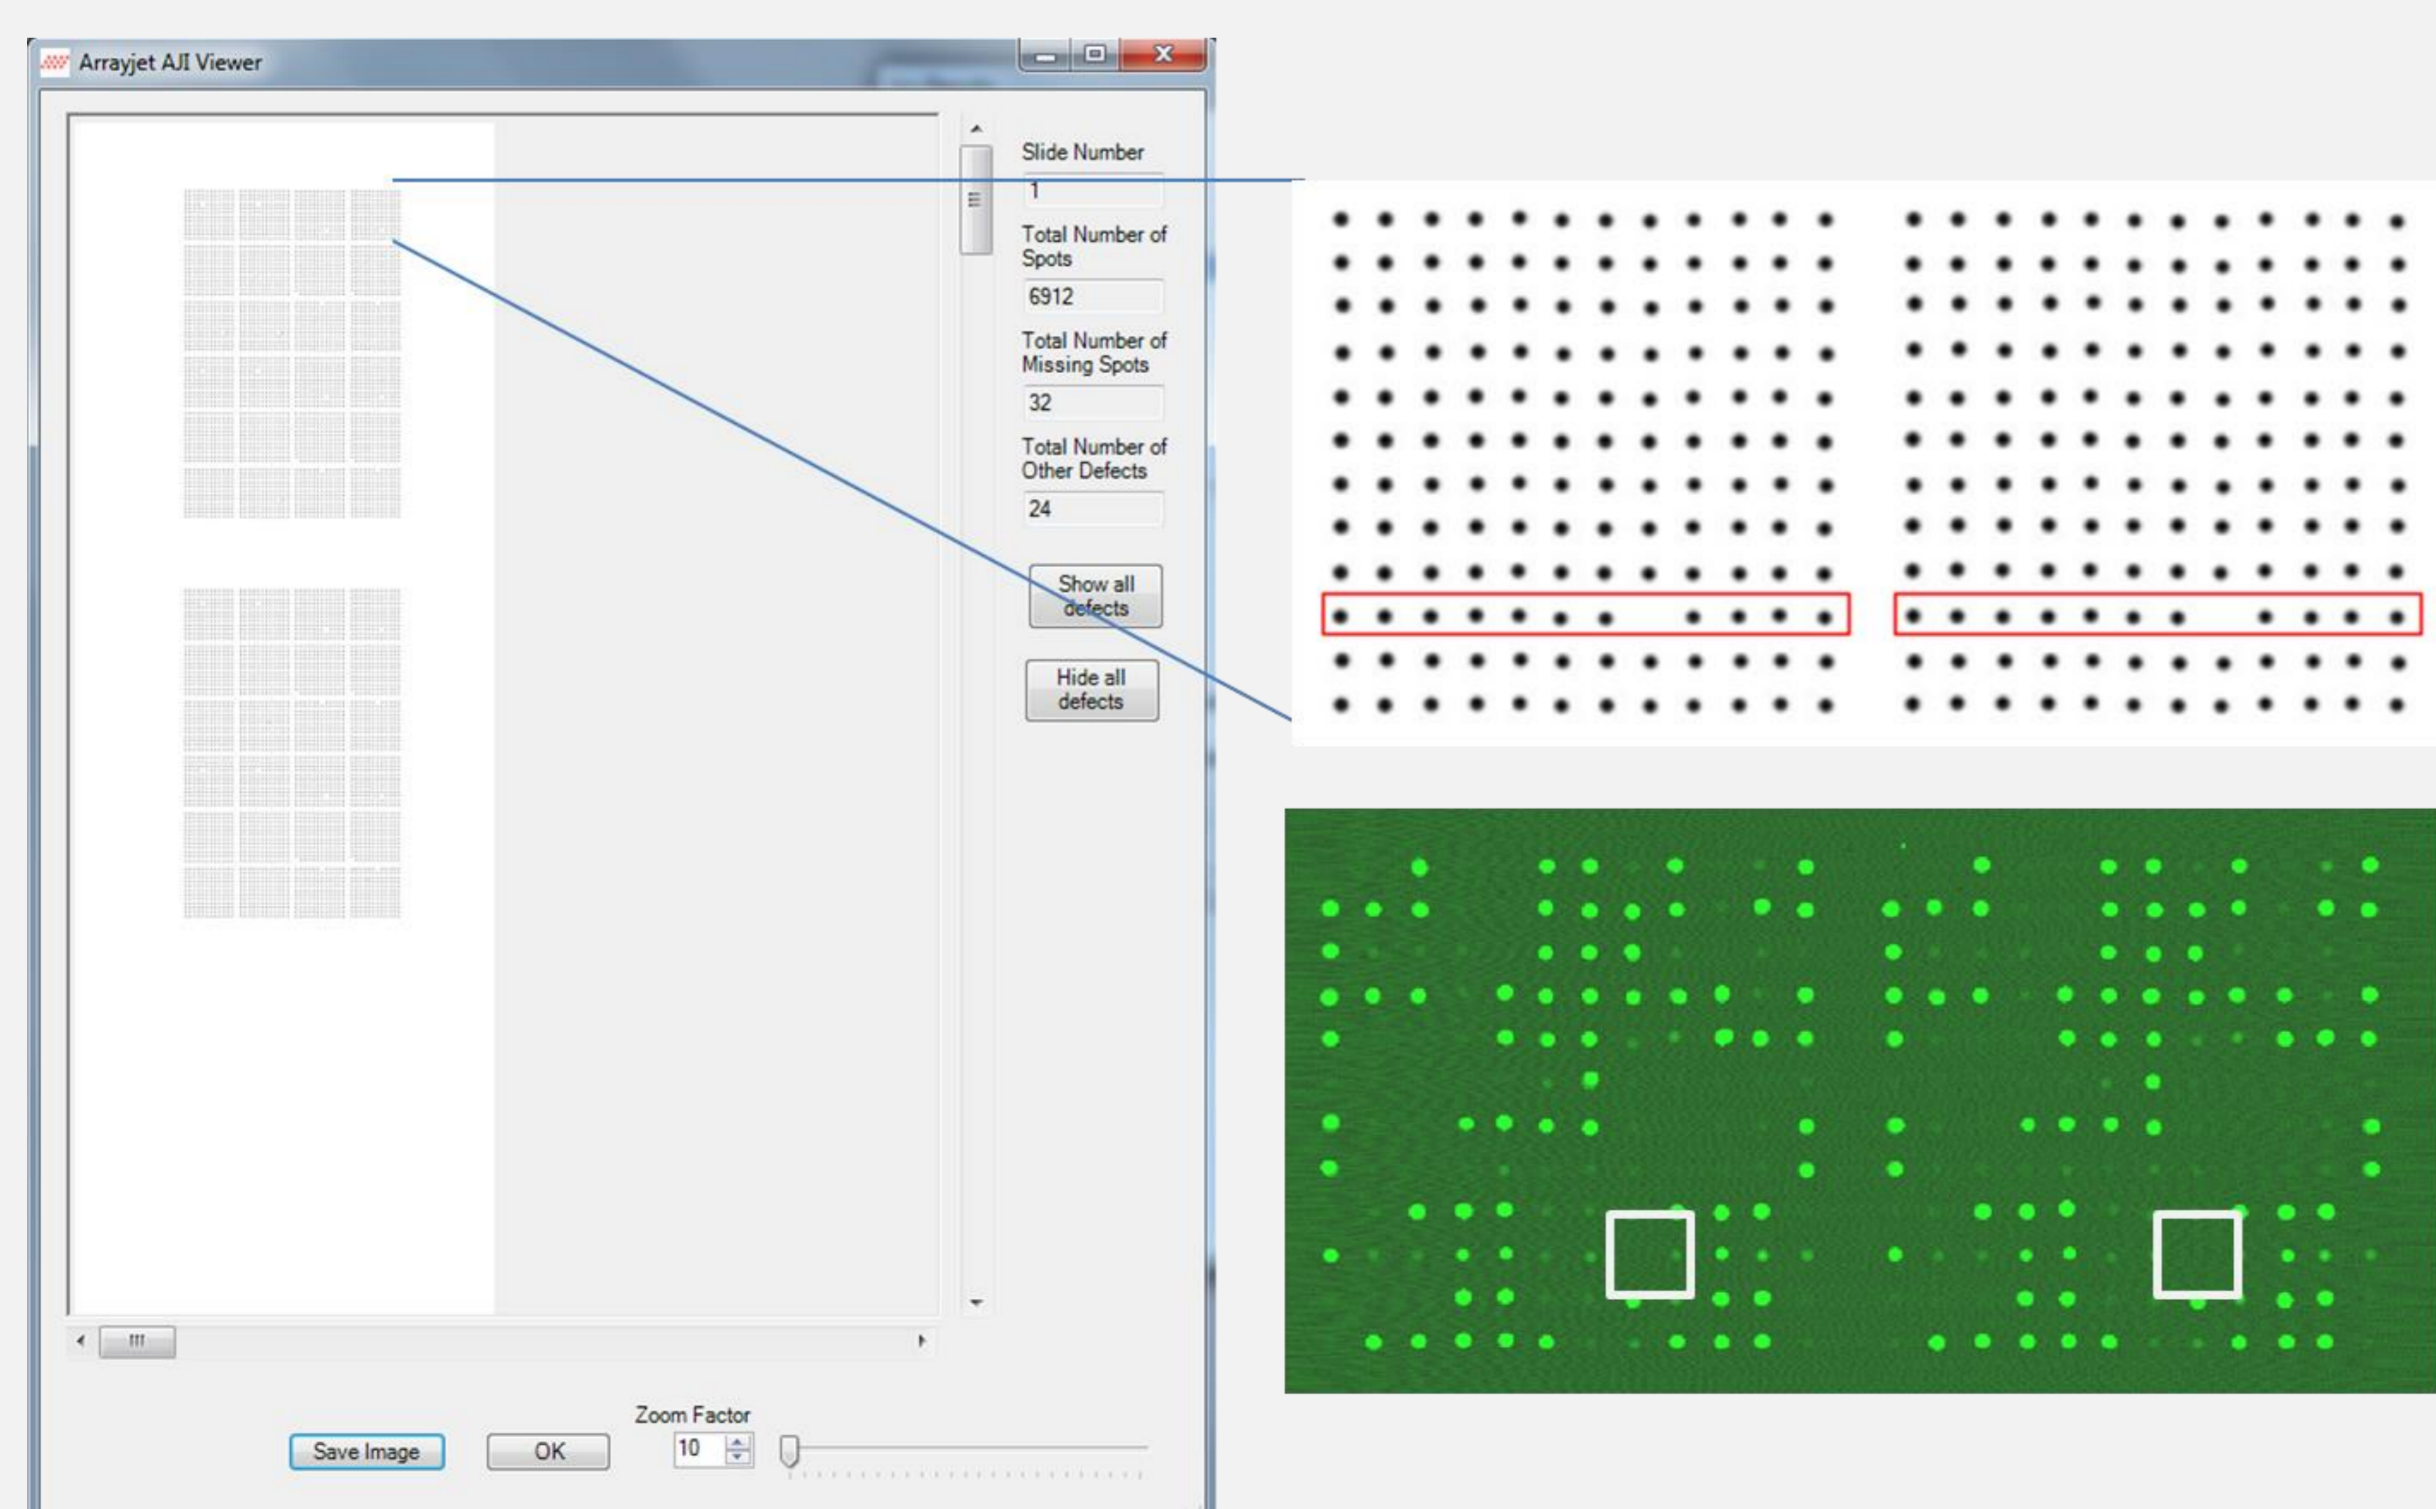 Arrayjet AJI Viewer
Slide Number
1
Total Number of
Spots
6912
Total Number of
Missing Spots
32
Total Number of
Other Defects
24
Show all
defects
Hide all
defects
Zoom Factor
10
Save Image
OK